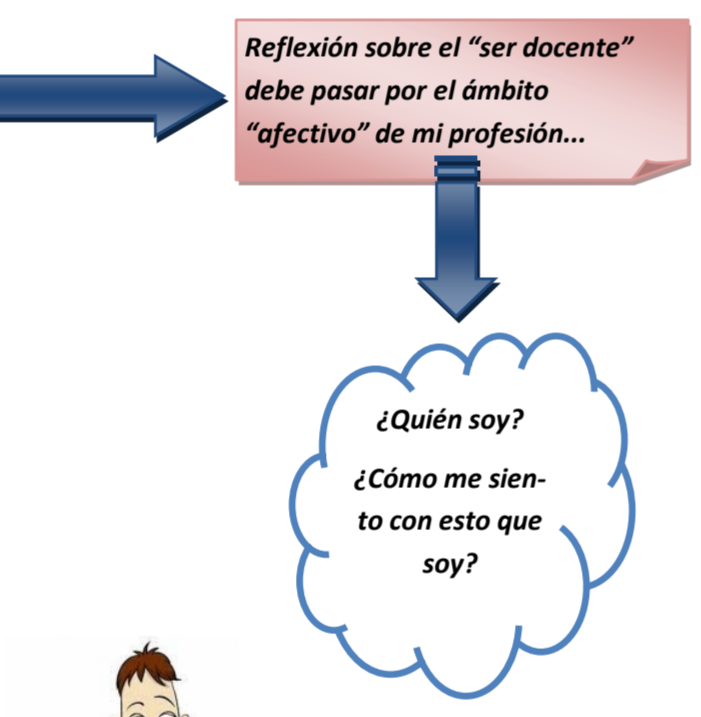 Reflexión sobre el “ser docente”
debe pasar por el ámbito
“afectivo” de mi profesión...
¿Quién soy?
¿Cómo me sien-
to con esto que
soy?